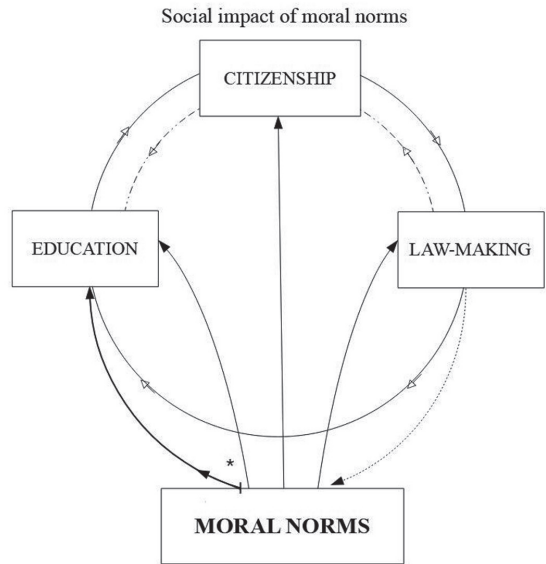 Social impact of moral norms
CITIZENSHIP
EDUCATION
LAW-MAKING
*
MORAL NORMS